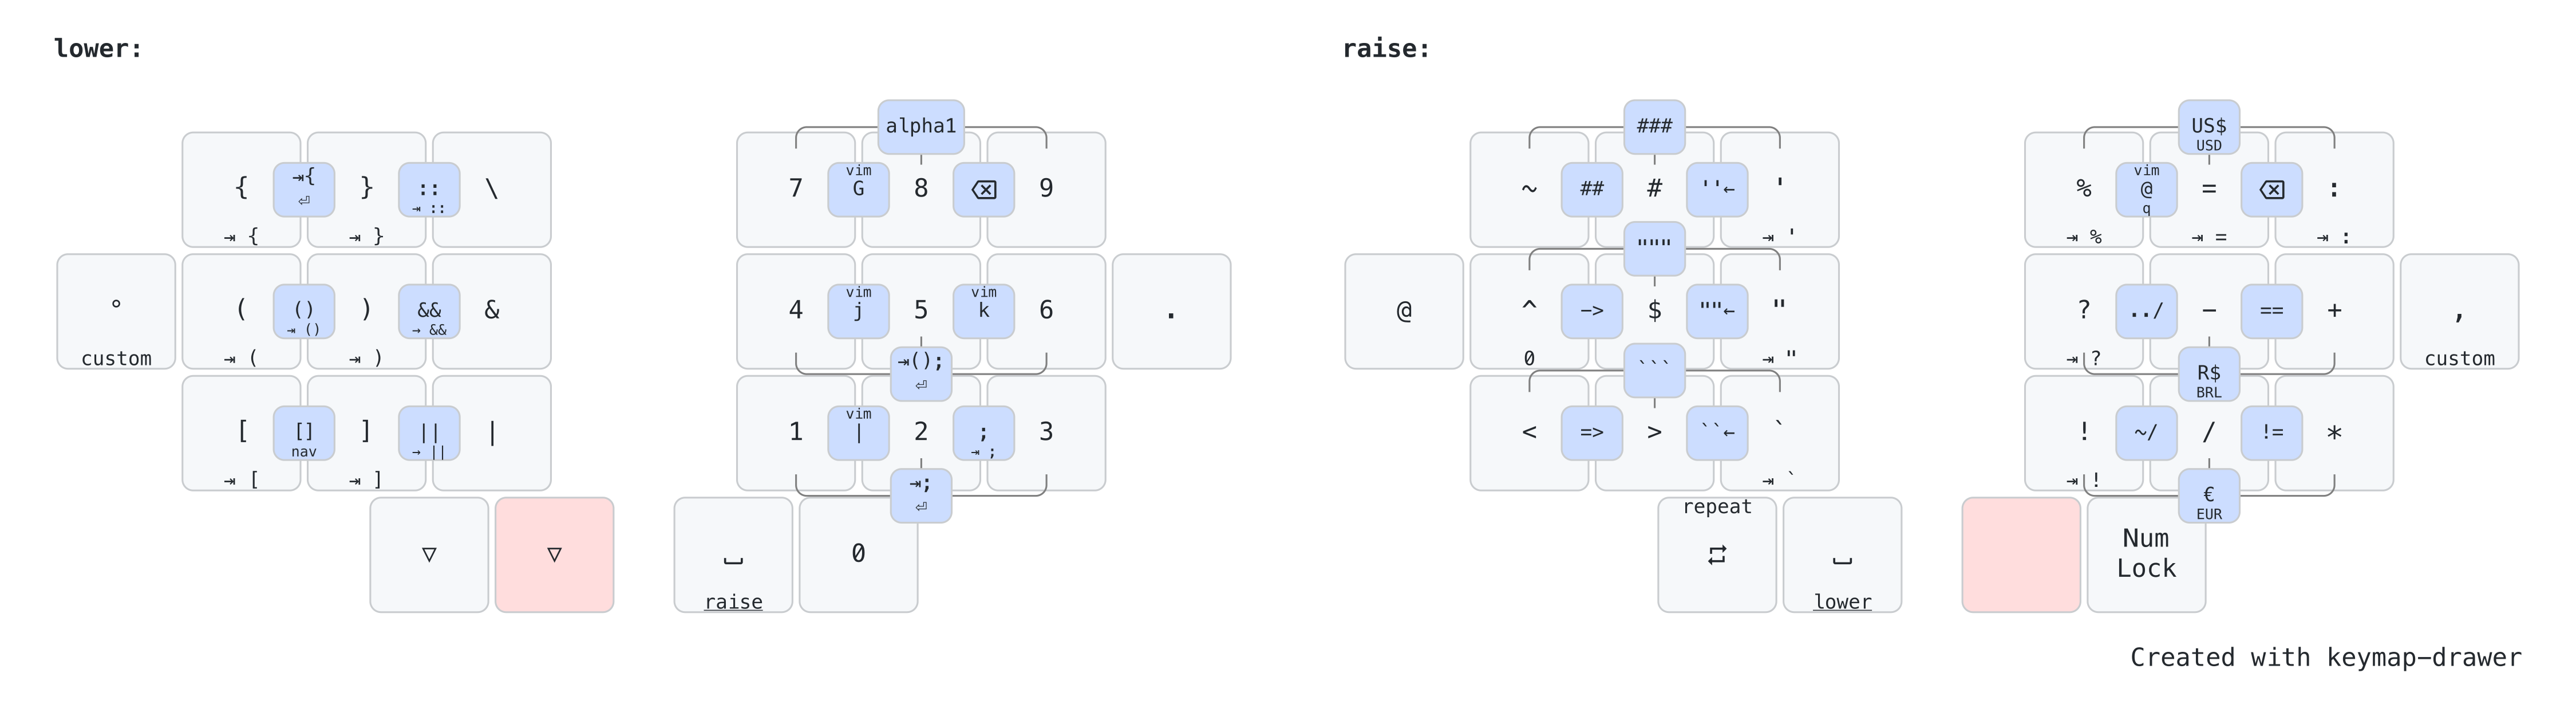 lower:
raise:
alpha1
###
US$
USD
{ ⇥{ ⏎ } :: ⇥ :: \
7 vim G 8 ⌫ 9
~ ## # ''← '
% vim @ q = ⌫ :
⇥ { ⇥ }
⇥ '
⇥ % ⇥ = ⇥ :
"""
° ( () ⇥ () ) && → && &
4 vim j 5 vim k 6 .
@ ^ -> $ ""← "
? ../ − == + ,
custom ⇥ ( ⇥ )
⇥(); ⏎
0 ⇥ "
⇥ ? custom
```
R$
BRL
[ [] nav ] || → || |
1 vim | 2 ; ⇥ ; 3
< => > ``← `
! ~/ / != *
⇥ [ ⇥ ]
⇥; ⏎
⇥ `
⇥ !
€
EUR
▽ ▽ ⎵ 0
raise
repeat
⎵
lower
Num
Lock
Created with keymap-drawer